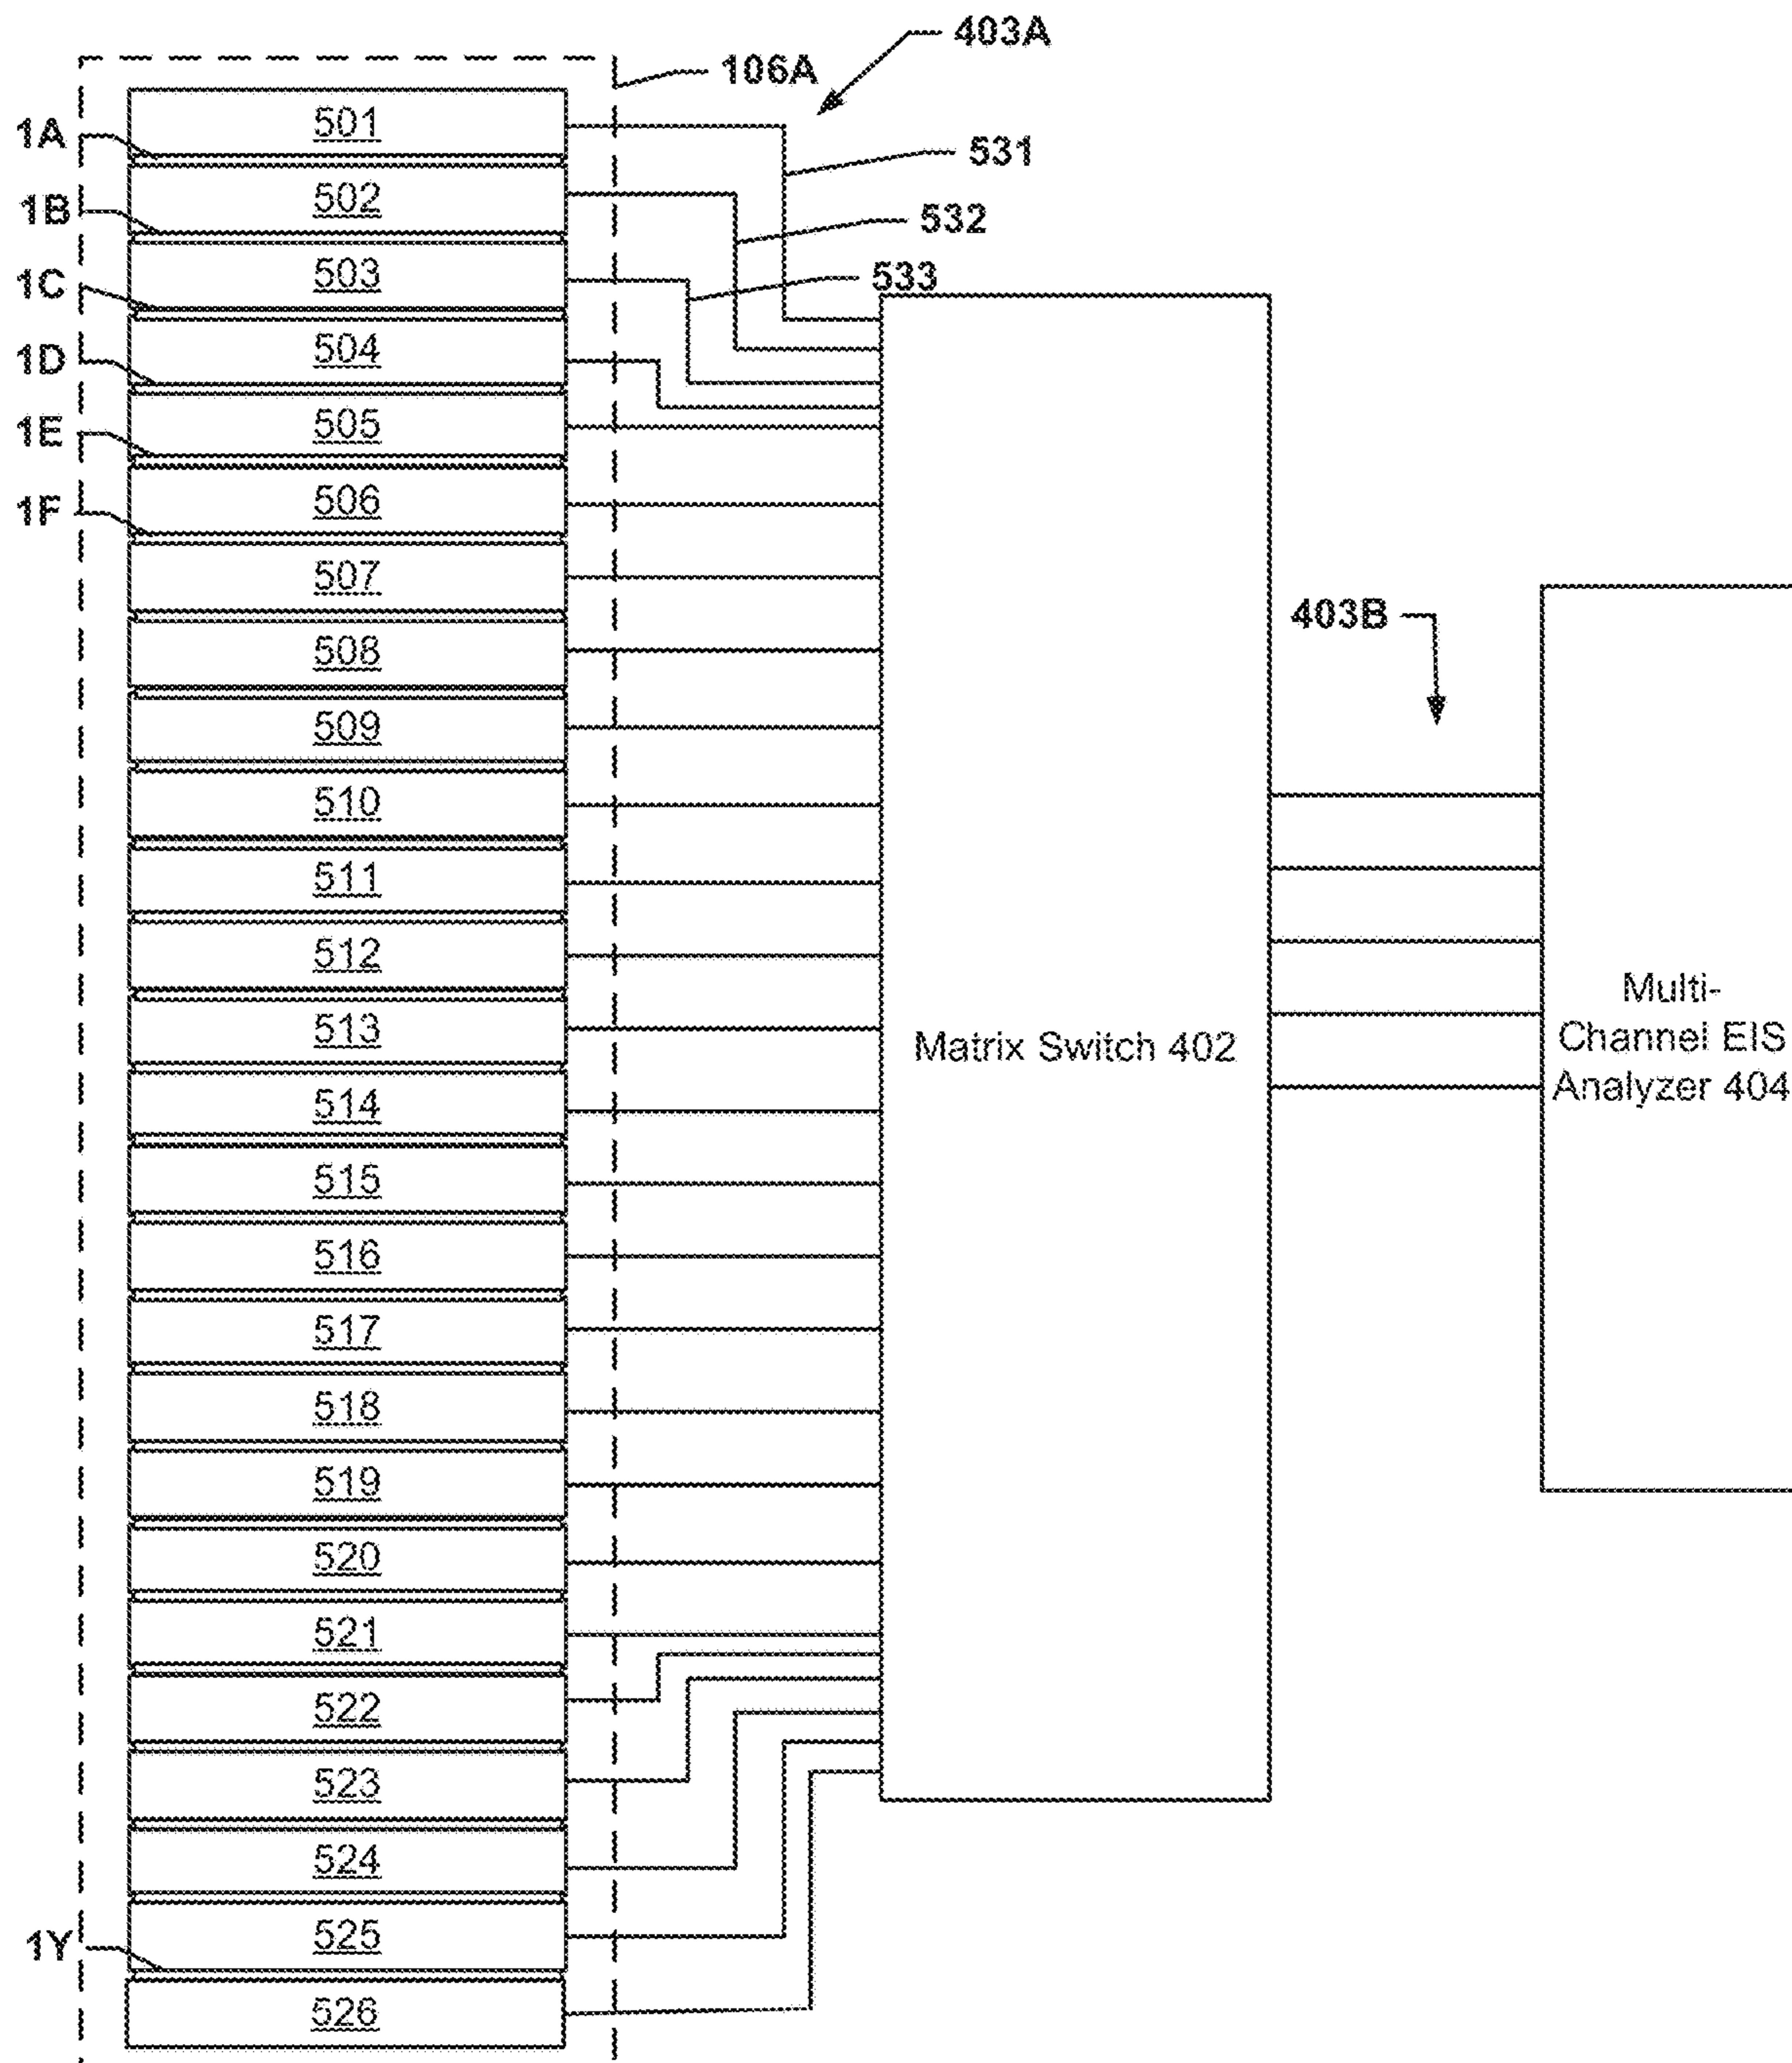 403A
106A
501
1A
531
502
1B
532
503
533
1C
504
1D
505
1E
506
1F
507
403B
508
509
510
511
512
Multi-
513
Matrix Switch 402
Channel EIS
514
Analyzer 404
515
516
517
518
519
520
521
522
523
524
525
1Y
526